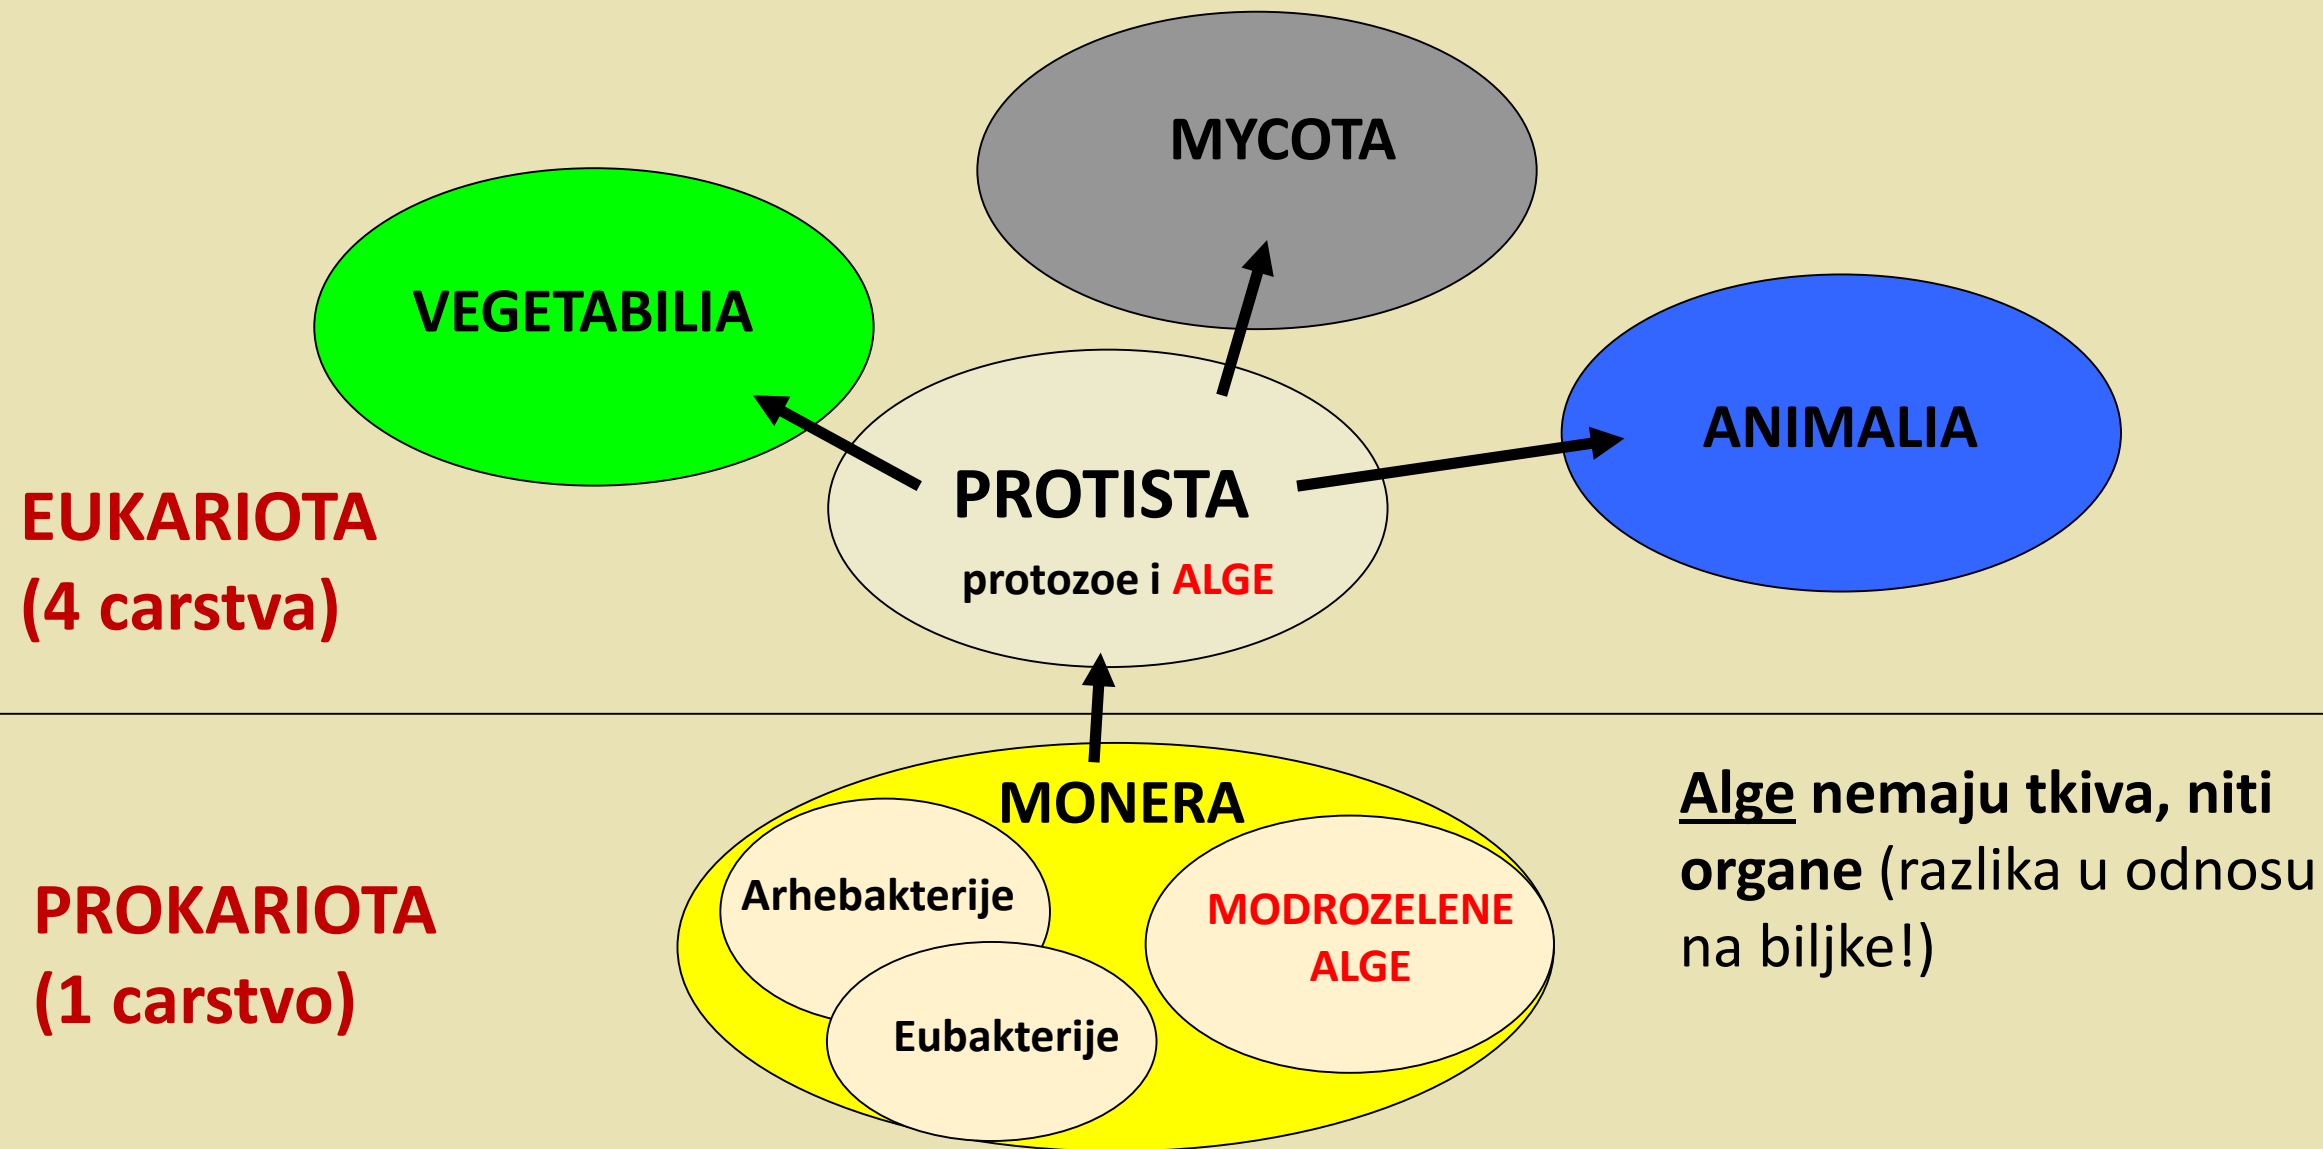 MYCOTA
VEGETABILIA
ANIMALIA
PROTISTA
protozoe i ALGE
EUKARIOTA
(4 carstva)
MONERA
Arhebakterije
MODROZELENE
ALGE
Eubakterije
PROKARIOTA
(1 carstvo)
Alge nemaju tkiva, niti
organe (razlika u odnosu
na biljke!)